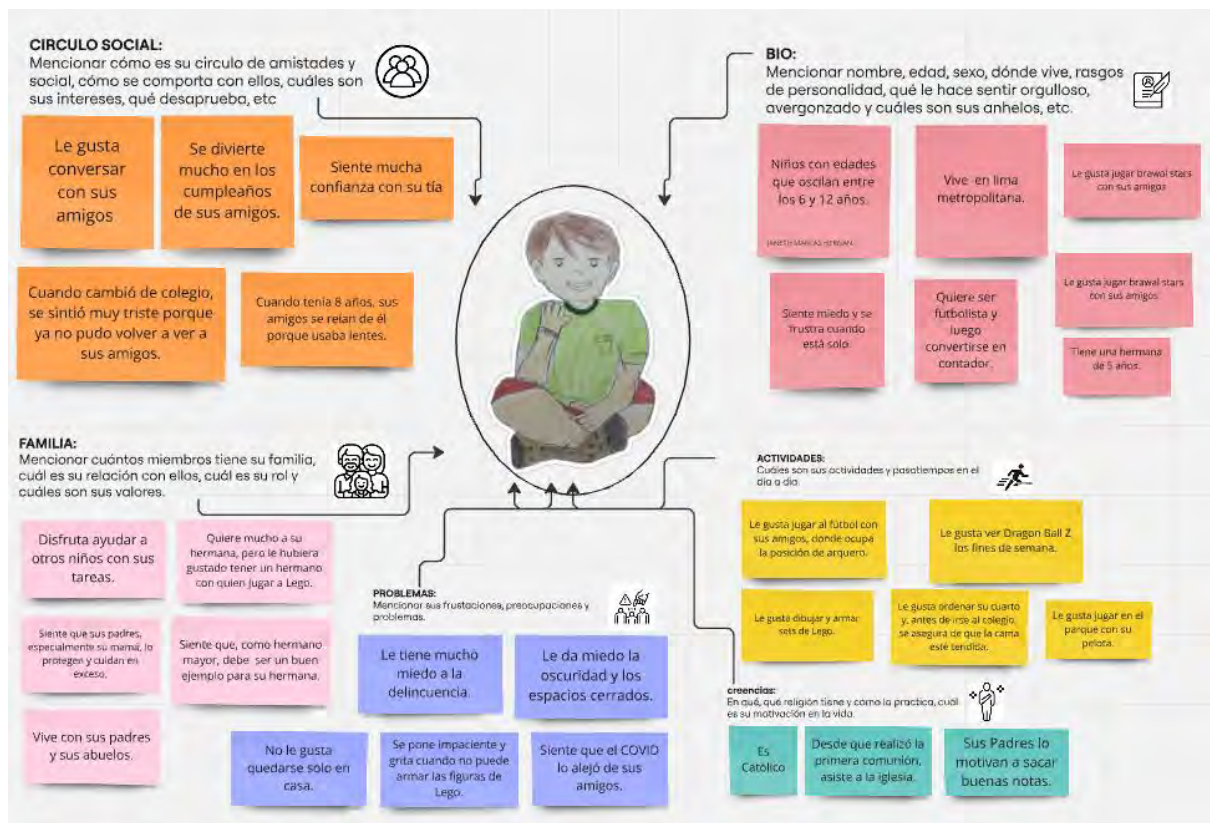 CIRCULO SOCIAL:
Mencionar cómo es su circulo de amistades y
social, cómo se comporta con ellos, cuáles son
sus intereses, qué desaprueba, etc
Le gusta
conversar
con sus
amigos
Se divierte
mucho en los
cumpleaños
de sus amigos.
Siente mucha
confianza con su tía
Cuando cambió de colegio,
se sintió muy triste porque
ya no pudo volver a ver a
sus amigos.
Cuando tenía 8 años, sus
amigos se reían de él
porque usaba lentes.
BIO:
Mencionar nombre, edad, sexo, dónde vive, rasgos
de personalidad, qué le hace sentir orgulloso,
avergonzado y cuáles son sus anhelos, etc.
Niños con edades
que oscilan entre
los 6 y 12 años.
Vive en lima
metropolitana.
Le gusta jugar brawal stars
con sus amigos
Siente miedo y se
frustra cuando
está solo.
Quiere ser
futbolista y
luego
convertirse en
contador.
Le gusta jugar brawal stars
con sus amigos
Tiene una hermana
de 5 años.
FAMILIA:
Mencionar cuántos miembros tiene su familia,
cuál es su relación con ellos, cuál es su rol y
cuáles son sus valores.
Disfruta ayudar a
otros niños con sus
tareas.
Quiere mucho a su
hermana, pero le hubiera
gustado tener un hermano
con quien jugar a Lego.
Siente que sus padres,
especialmente su mamá, lo
protegen y cuidan en
exceso.
Siente que, como hermano
mayor, debe ser un buen
ejemplo para su hermana.
Vive con sus padres
y sus abuelos.
PROBLEMAS:
Mencionar sus frustaciones, preocupaciones y
problemas.
Le tiene mucho
miedo a la
delincuencia.
Le da miedo la
oscuridad y los
espacios cerrados.
No le gusta
quedarse solo en
casa.
Se pone impaciente y
grita cuando no puede
armar las figuras de
Lego.
Siente que el COVID
lo alejó de sus
amigos.
ACTIVIDADES:
Cuáles son sus actividades y pasatiempos en el
día a día
Le gusta jugar al fútbol con
sus amigos, donde ocupa
la posición de arquero.
Le gusta ver Dragon Ball Z
los fines de semana.
Le gusta dibujar y armar
sets de Lego.
Le gusta ordenar su cuarto
y, antes de irse al colegio,
se asegura de que la cama
esté tendida.
Le gusta jugar en el
parque con su
pelota.
creencias:
En qué, qué religión tiene y como la practica, cuál
es su motivación en la vida.
Es
Católico
Desde que realizó la
primera comunión,
asiste a la iglesia.
Sus Padres lo
motivan a sacar
buenas notas.